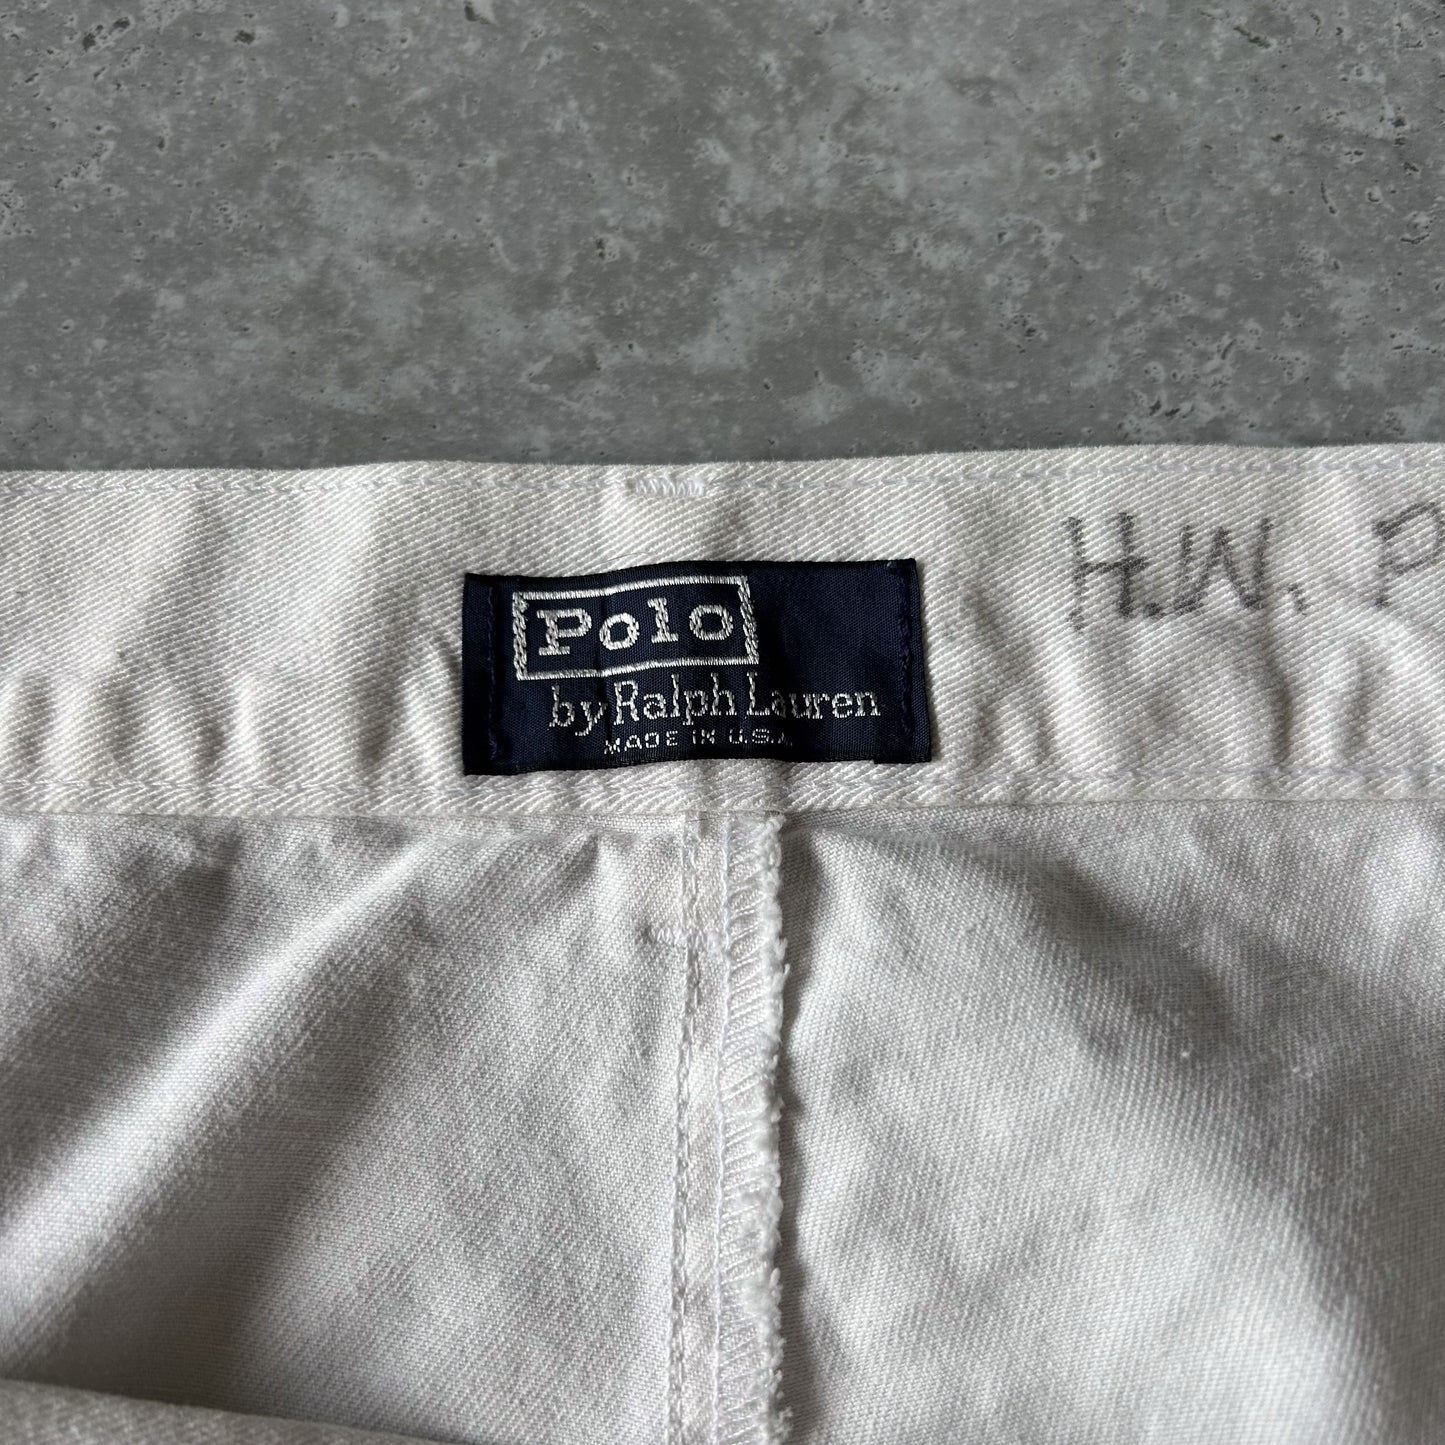 Polo
by Ralph Lauren
MADE IN U.S.A.
H.W. P